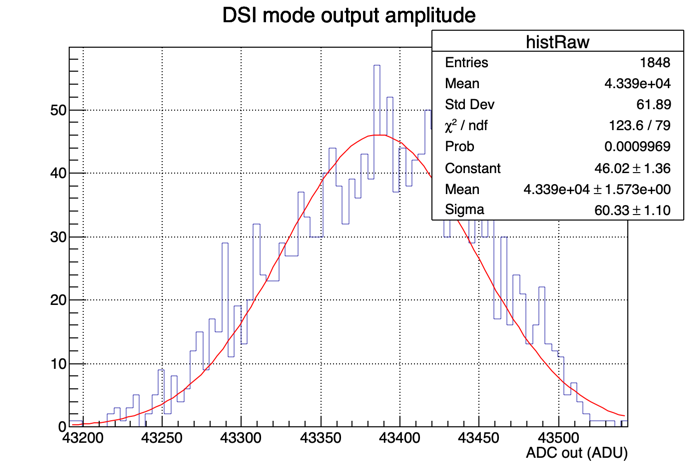 DSI mode output amplitude
histRaw
Entries 1848
Mean 4.339e+04
Std Dev 61.89
χ² / ndf 123.6 / 79
Prob 0.0009969
Constant 46.02 ± 1.36
Mean 4.339e+04 ± 1.573e+00
Sigma 60.33 ± 1.10
50
40
30
20
10
0
43200 43250 43300 43350 43400 43450 43500
ADC out (ADU)